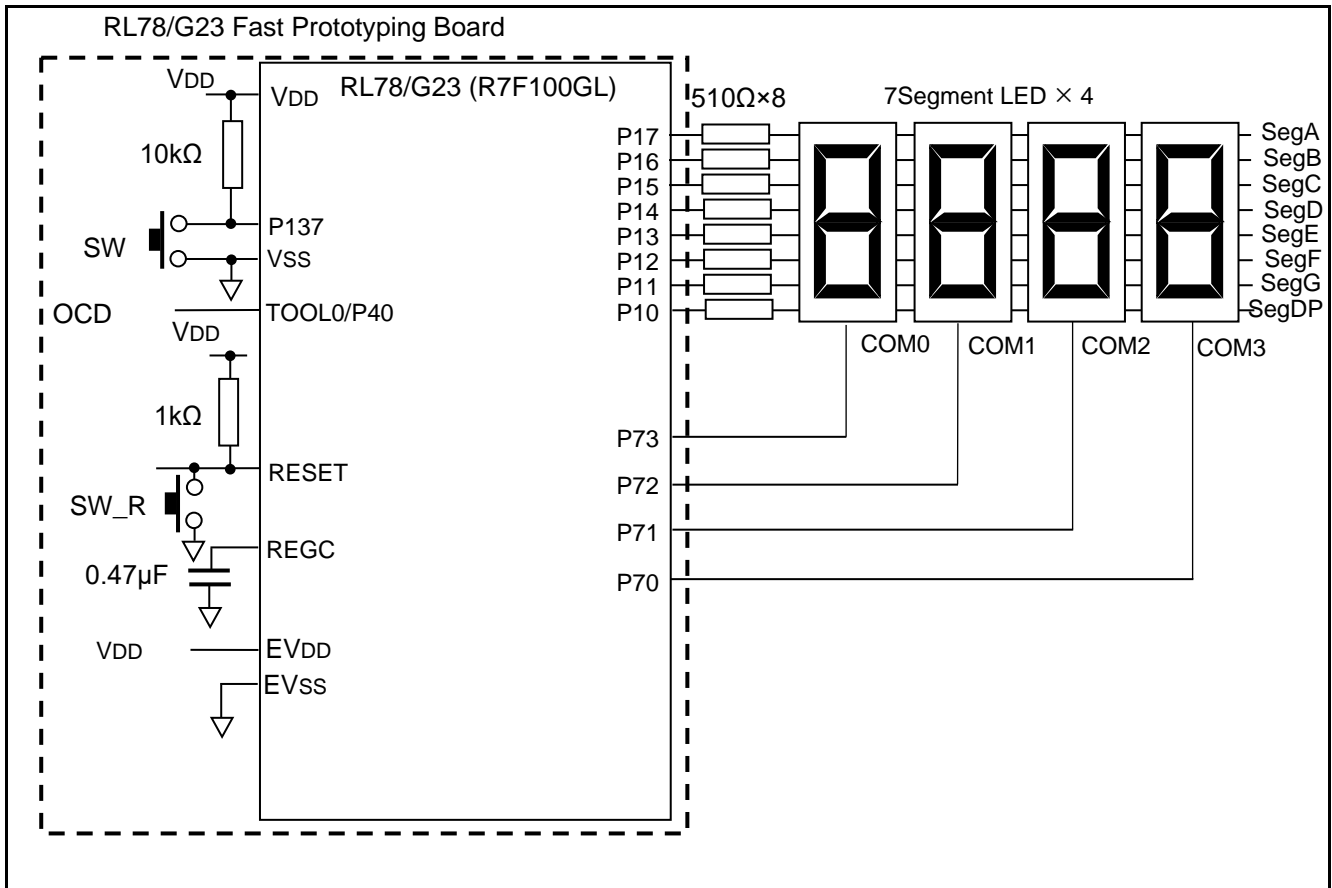 RL78/G23 Fast Prototyping Board
VDD
VDD
RL78/G23 (R7F100GL)
10kΩ
P137
SW
VSS
OCD
TOOL0/P40
VDD
1kΩ
RESET
SW_R
REGC
0.47µF
VDD
EVDD
EVSS
510Ω×8
7Segment LED × 4
P17
SegA
P16
SegB
P15
SegC
P14
SegD
P13
SegE
P12
SegF
P11
SegG
P10
SegDP
COM0
COM1
COM2
COM3
P73
P72
P71
P70